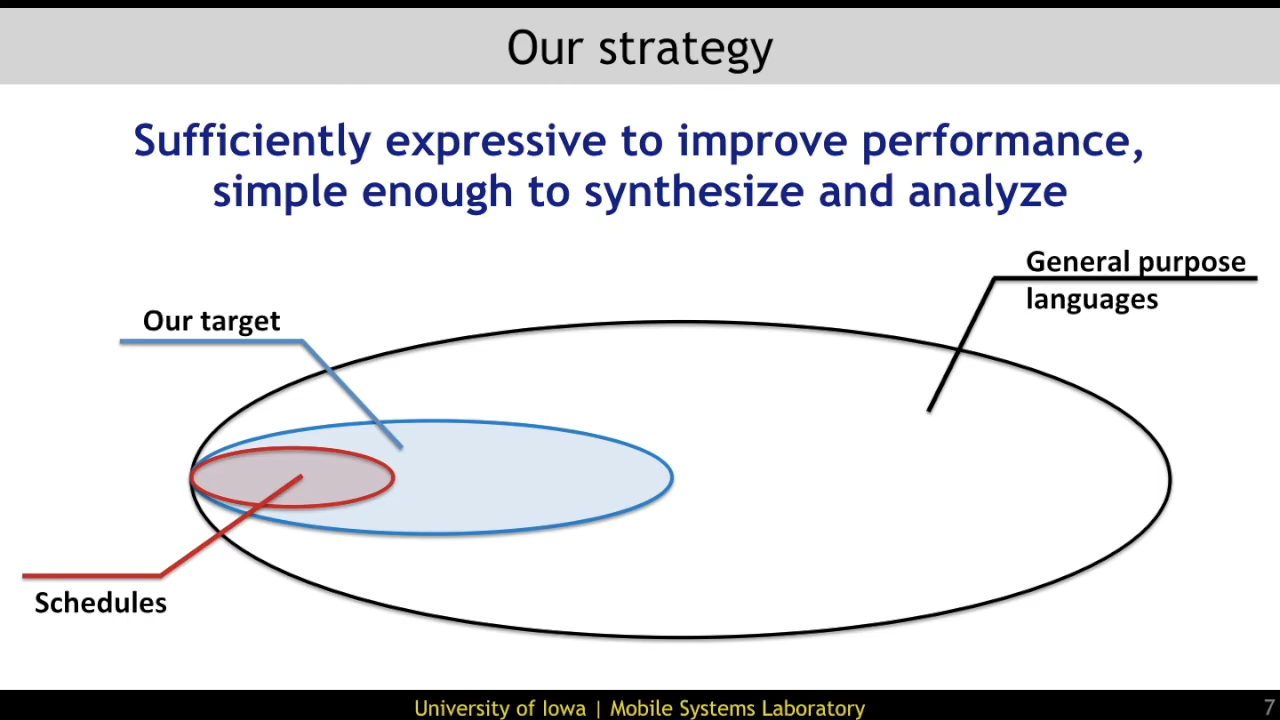 Our strategy
Sufficiently expressive to improve performance,
simple enough to synthesize and analyze
General purpose
languages
Our target
Schedules
University of Iowa | Mobile Systems Laboratory
7